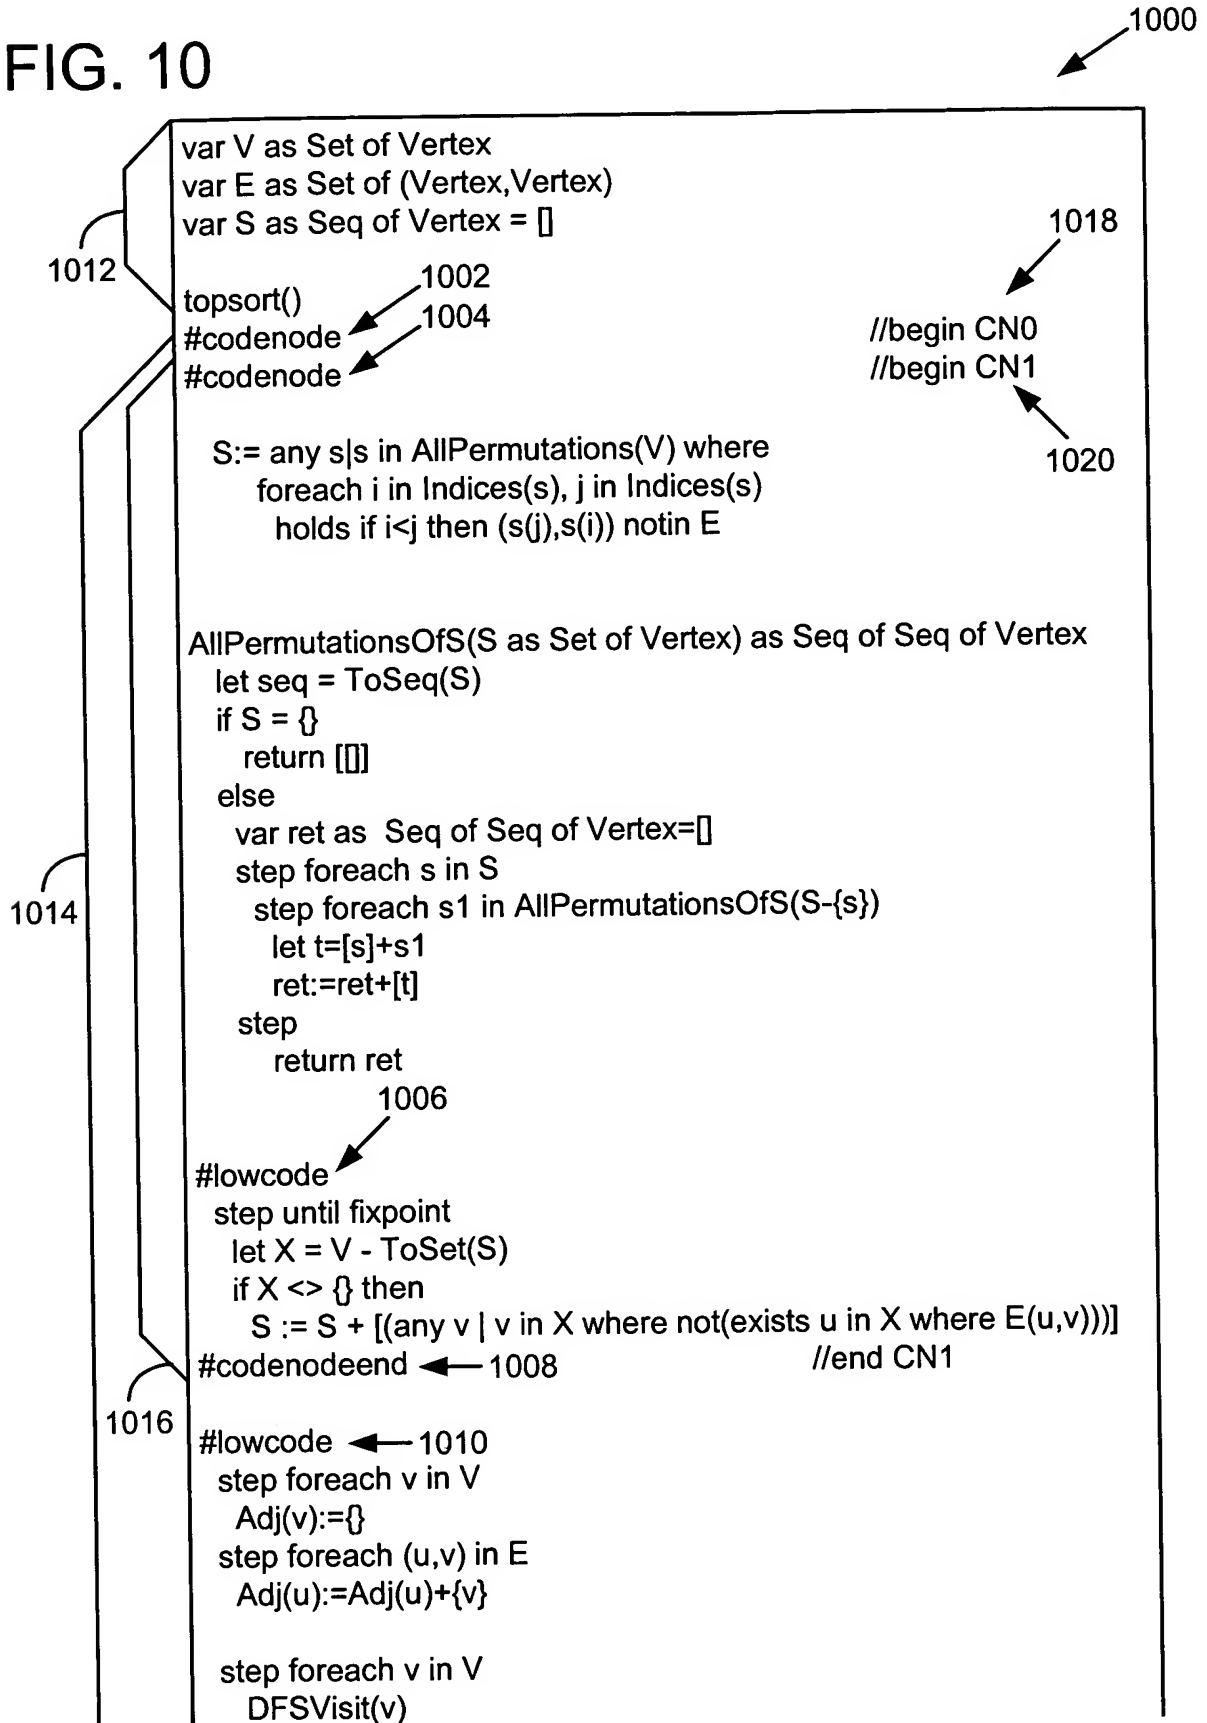 1000
FIG. 10
var V as Set of Vertex
var E as Set of (Vertex,Vertex)
var S as Seq of Vertex = []
1018
1012
1002
topsort()
1004
#codenode //begin CN0
#codenode //begin CN1
S:= any s|s in AllPermutations(V) where
1020
foreach i in Indices(s), j in Indices(s)
holds if i<j then (s(j),s(i)) notin E
AllPermutationsOfS(S as Set of Vertex) as Seq of Seq of Vertex
let seq = ToSeq(S)
if S = {}
return [[]]
else
var ret as Seq of Seq of Vertex=[]
step foreach s in S
1014
step foreach s1 in AllPermutationsOfS(S-{s})
let t=[s]+s1
ret:=ret+[t]
step
return ret
1006
#lowcode
step until fixpoint
let X = V - ToSet(S)
if X <> {} then
S := S + [(any v | v in X where not(exists u in X where E(u,v)))]
#codenodeend 1008 //end CN1
1016
#lowcode 1010
step foreach v in V
Adj(v):={}
step foreach (u,v) in E
Adj(u):=Adj(u)+{v}
step foreach v in V
DFSVisit(v)